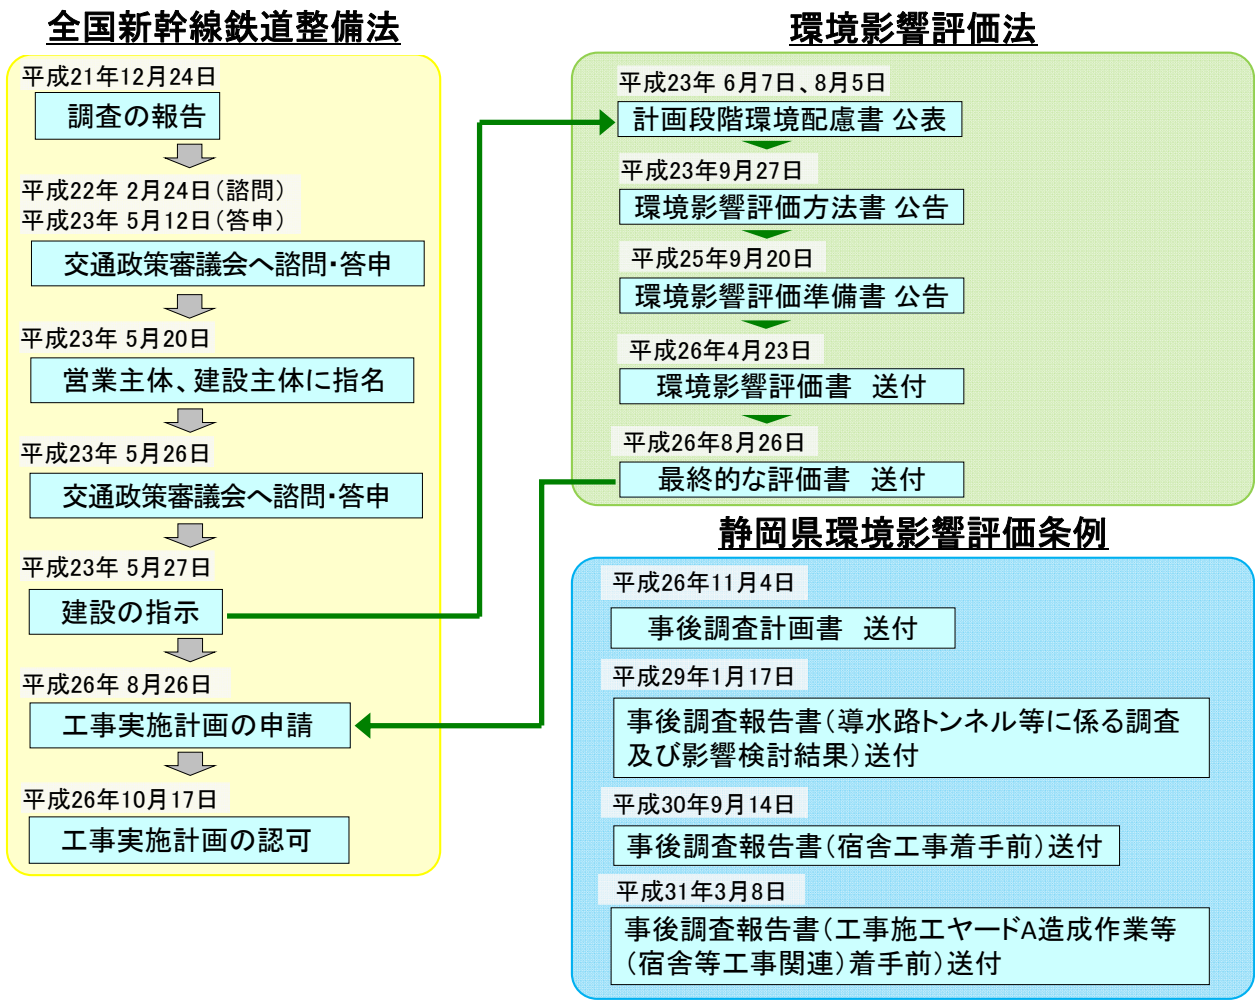 全国新幹線鉄道整備法
平成21年12月24日
調査の報告
平成22年 2月24日(諮問)
平成23年 5月12日(答申)
交通政策審議会へ諮問・答申
平成23年 5月20日
営業主体、建設主体に指名
平成23年 5月26日
交通政策審議会へ諮問・答申
平成23年 5月27日
建設の指示
平成26年 8月26日
工事実施計画の申請
平成26年10月17日
工事実施計画の認可
環境影響評価法
平成23年 6月7日、8月5日
計画段階環境配慮書 公表
平成23年9月27日
環境影響評価方法書 公告
平成25年9月20日
環境影響評価準備書 公告
平成26年4月23日
環境影響評価書 送付
平成26年8月26日
最終的な評価書 送付
静岡県環境影響評価条例
平成26年11月4日
事後調査計画書 送付
平成29年1月17日
事後調査報告書(導水路トンネル等に係る調査
及び影響検討結果)送付
平成30年9月14日
事後調査報告書(宿舎工事着手前)送付
平成31年3月8日
事後調査報告書(工事施工ヤードA造成作業等
(宿舎等工事関連)着手前)送付